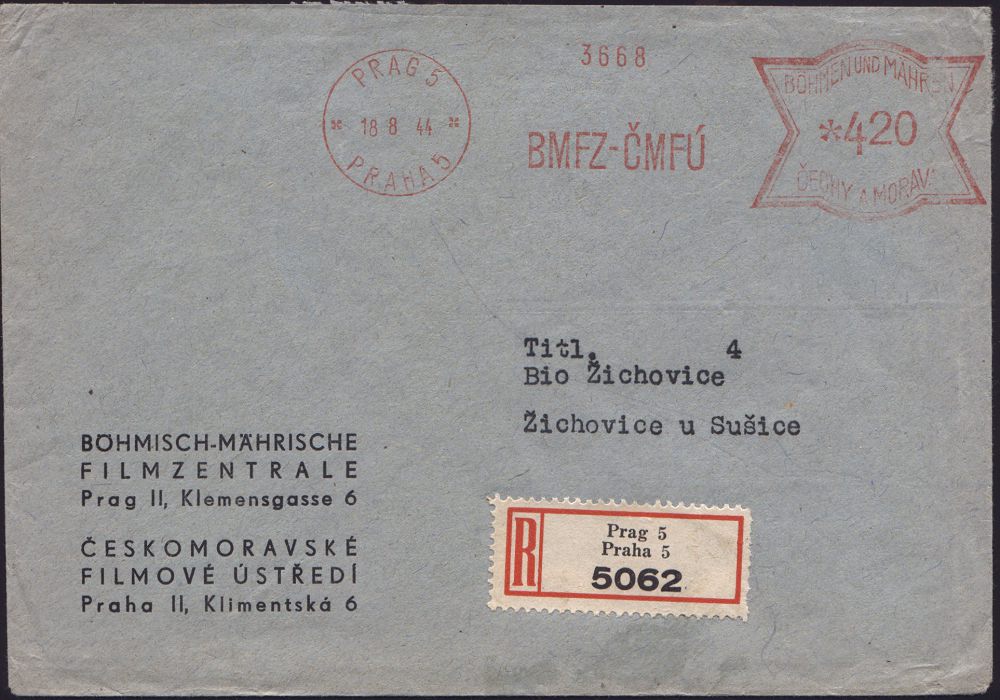 3668
PRAG 5
18 8 44
PRAHA 5
BMFZ-ČMFÚ
BÖHMEN UND MÄHREN
*420
ČECHY A MORAVA
Titl. 4
Bio Žichovice
Žichovice u Sušice
BÖHMISCH-MÄHRISCHE
FILMZENTRALE
Prag II, Klemensgasse 6
ČESKOMORAVSKÉ
FILMOVÉ ÚSTŘEDÍ
Praha II, Klimentská 6
R
Prag 5
Praha 5
5062